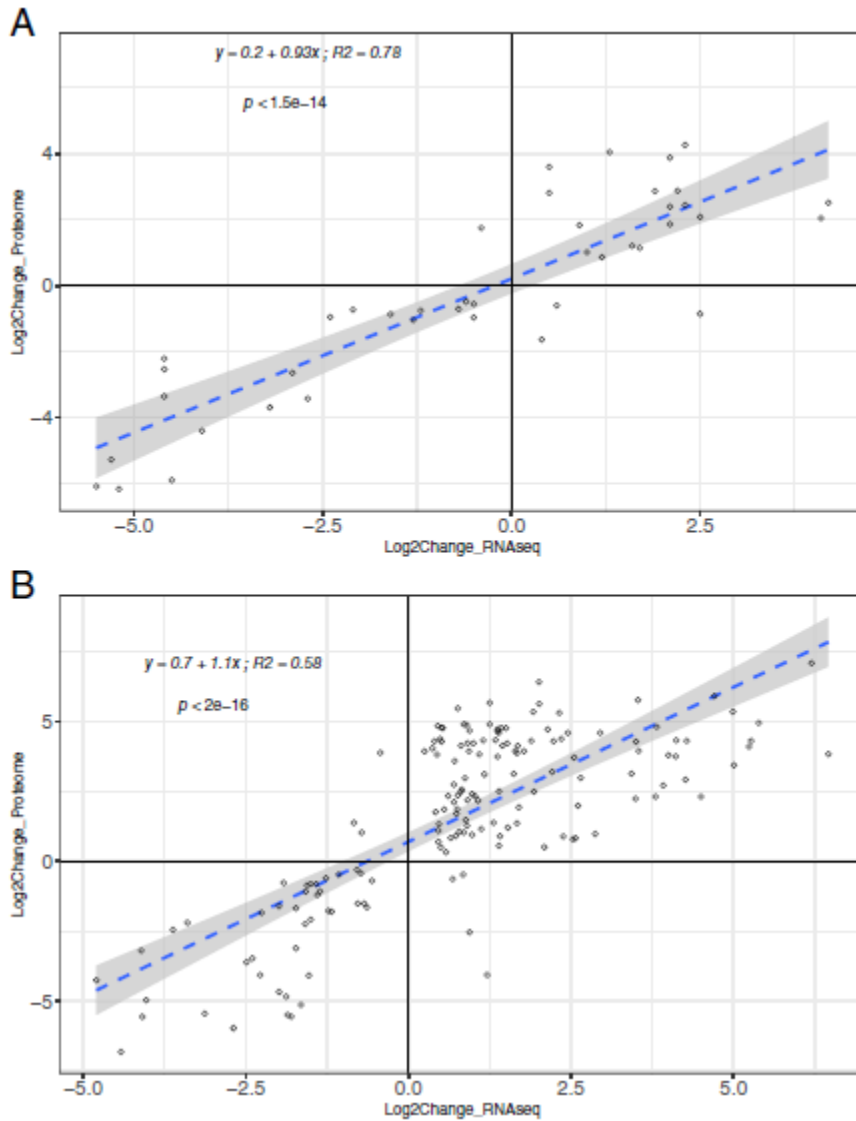 A
y = 0.2 + 0.93x ; R2 = 0.78
p < 1.5e−14
4
0
−4
Log2Change_Proteome
−5.0 −2.5 0.0 2.5
Log2Change_RNAseq
B
y = 0.7 + 1.1x ; R2 = 0.58
p < 2e−16
5
0
−5
Log2Change_Proteome
−5.0 −2.5 0.0 2.5 5.0
Log2Change_RNAseq